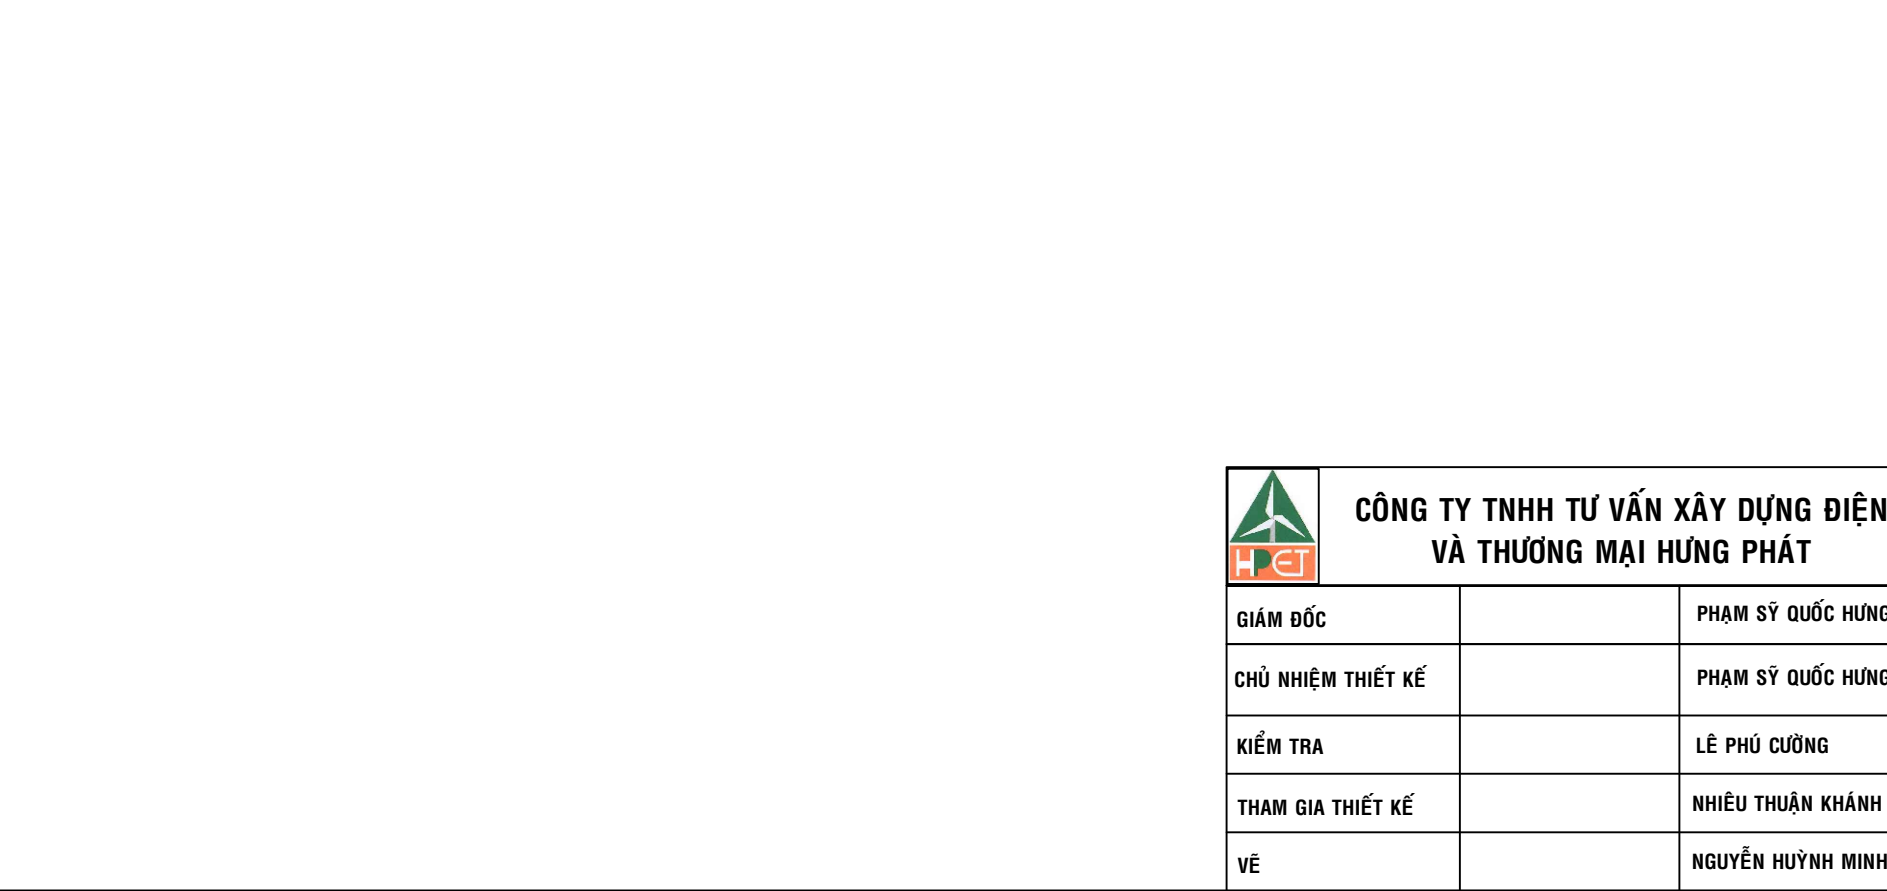 CÔNG TY TNHH TƯ VẤN XÂY DỰNG ĐIỆN
VÀ THƯƠNG MẠI HƯNG PHÁT
HPET
GIÁM ĐỐC PHẠM SỸ QUỐC HƯNG
CHỦ NHIỆM THIẾT KẾ PHẠM SỸ QUỐC HƯNG
KIỂM TRA LÊ PHÚ CƯỜNG
THAM GIA THIẾT KẾ NHIÊU THUẬN KHÁNH
VẼ NGUYỄN HUỲNH MINH